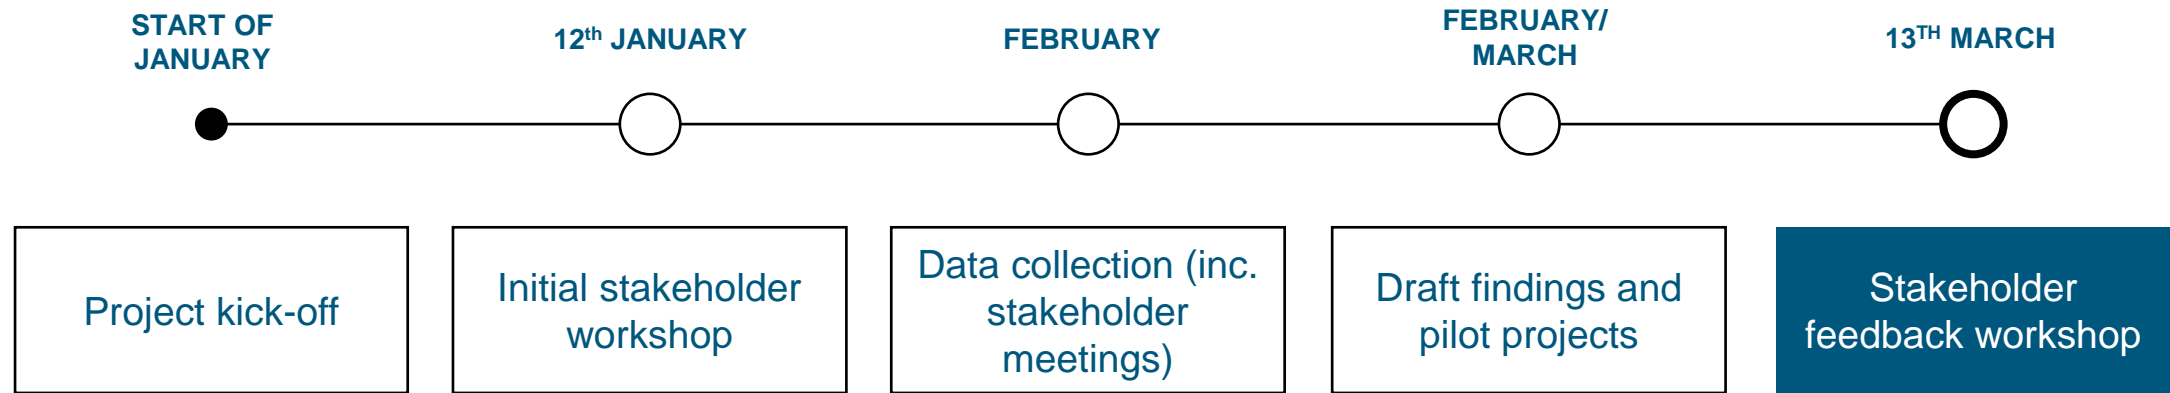 START OF
JANUARY
12th JANUARY
FEBRUARY
FEBRUARY/
MARCH
13TH MARCH
Project kick-off
Initial stakeholder
workshop
Data collection (inc.
stakeholder
meetings)
Draft findings and
pilot projects
Stakeholder
feedback workshop